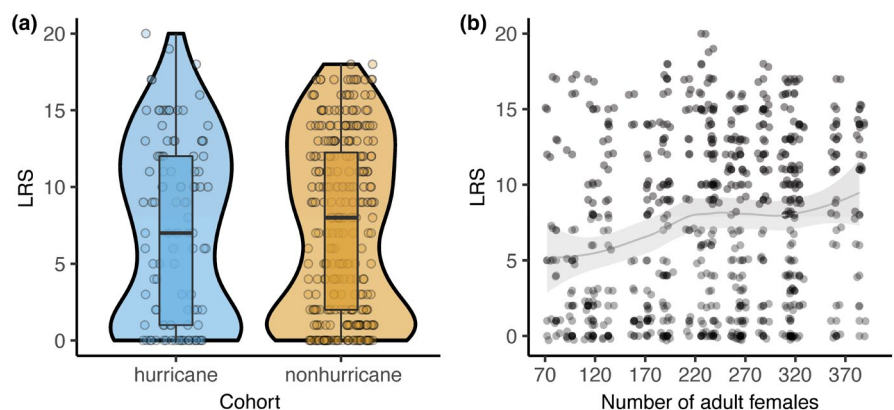 (a)
LRS
20
15
10
5
0
hurricane nonhurricane
Cohort
(b)
LRS
20
15
10
5
0
70 120 170 220 270 320 370
Number of adult females